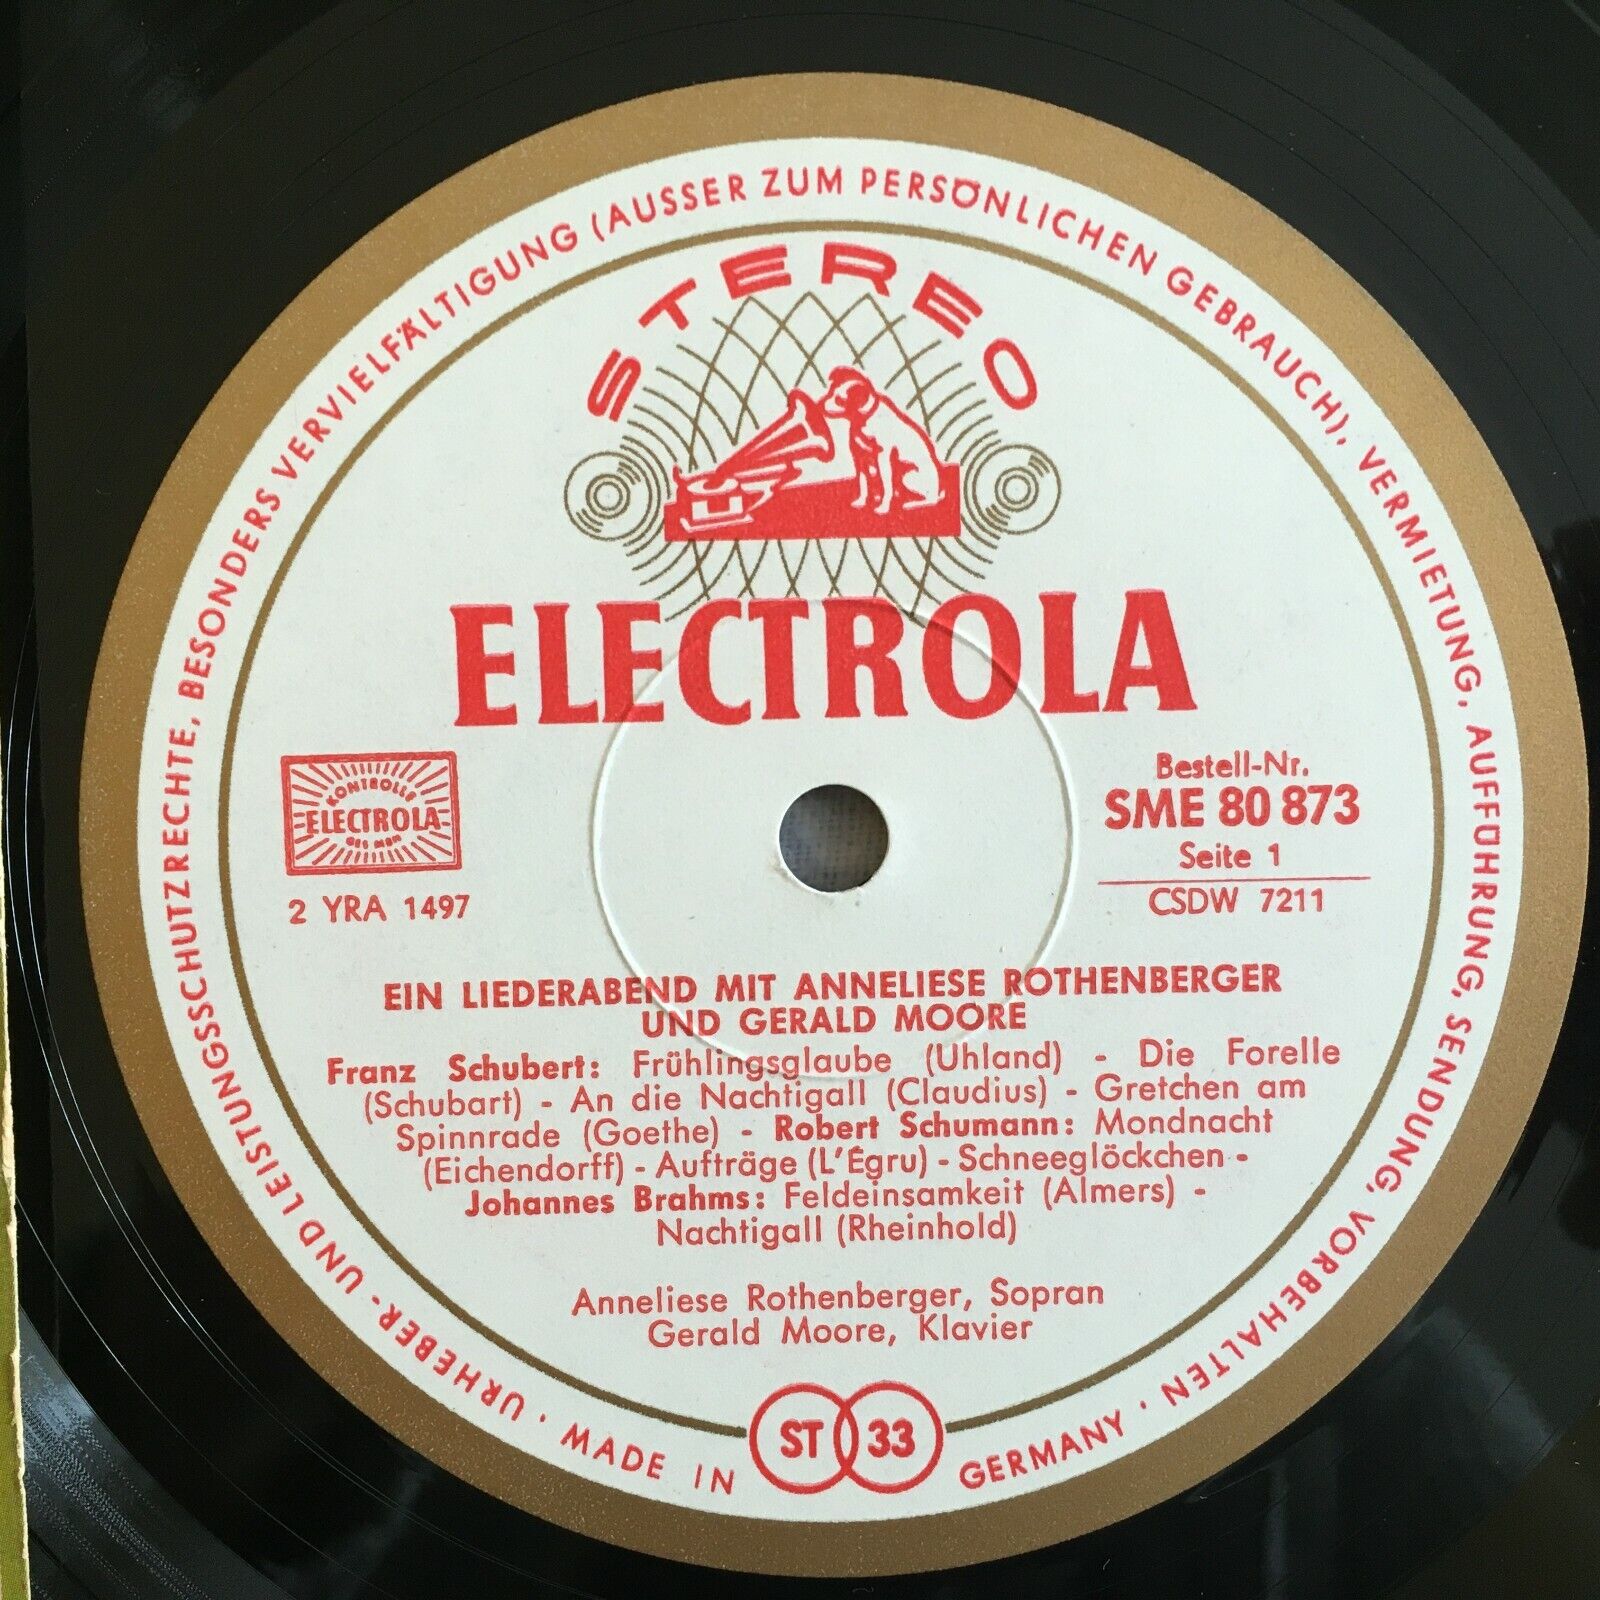 URHEBER- UND LEISTUNGSSCHUTZRECHTE, BESONDERS VERVIELFÄLTIGUNG (AUSSER ZUM PERSÖNLICHEN GEBRAUCH), VERMIETUNG, AUFFÜHRUNG, SENDUNG, VORBEHALTEN ·
STEREO
ELECTROLA
KONTROLLE
ELECTROLA
GES MBH
2 YRA 1497
Bestell-Nr.
SME 80 873
Seite 1
CSDW 7211
EIN LIEDERABEND MIT ANNELIESE ROTHENBERGER
UND GERALD MOORE
Franz Schubert: Frühlingsglaube (Uhland) - Die Forelle
(Schubart) - An die Nachtigall (Claudius) - Gretchen am
Spinnrade (Goethe) - Robert Schumann: Mondnacht
(Eichendorff) - Aufträge (L'Égru) - Schneeglöckchen -
Johannes Brahms: Feldeinsamkeit (Almers) -
Nachtigall (Rheinhold)
Anneliese Rothenberger, Sopran
Gerald Moore, Klavier
ST 33
· MADE IN GERMANY ·